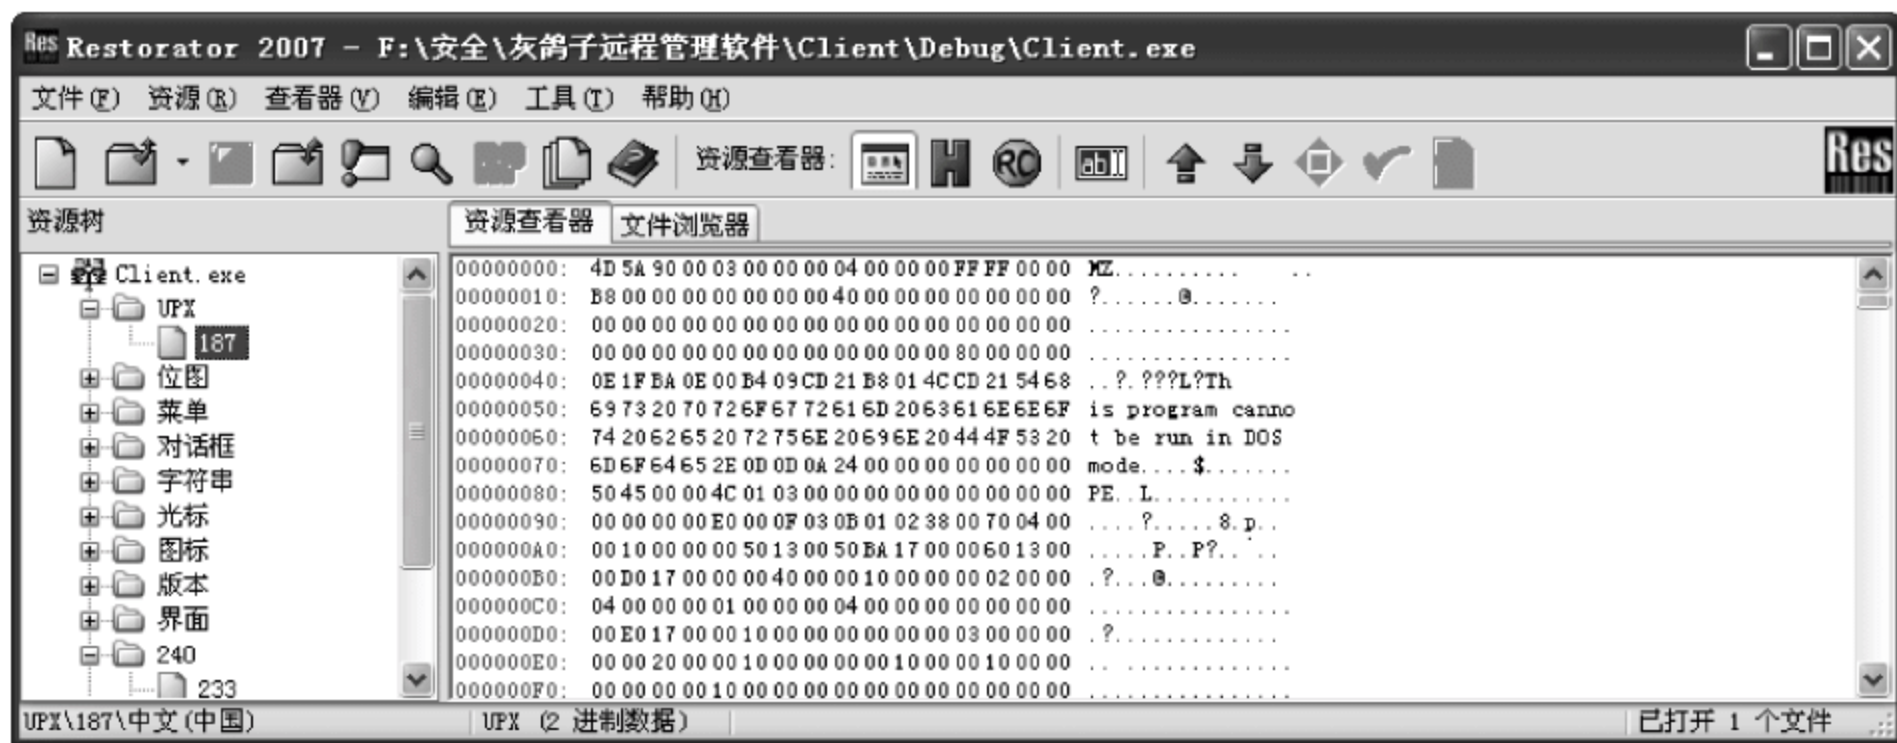 Res Restorator 2007 - F:\安全\灰鸽子远程管理软件\Client\Debug\Client.exe
文件(F) 资源(R) 查看器(V) 编辑(E) 工具(T) 帮助(H)
资源查看器: H RC ab Res
资源树
资源查看器 文件浏览器
Client.exe
UPX
187
位图
菜单
对话框
字符串
光标
图标
版本
界面
240
233
00000000: 4D 5A 90 00 03 00 00 00 04 00 00 00 FF FF 00 00 MZ.......... ..
00000010: B8 00 00 00 00 00 00 00 40 00 00 00 00 00 00 00 ?.......@.......
00000020: 00 00 00 00 00 00 00 00 00 00 00 00 00 00 00 00 ................
00000030: 00 00 00 00 00 00 00 00 00 00 00 00 80 00 00 00 ................
00000040: 0E 1F BA 0E 00 B4 09 CD 21 B8 01 4C CD 21 54 68 ..?.???L?Th
00000050: 69 73 20 70 72 6F 67 72 61 6D 20 63 61 6E 6E 6F is program canno
00000060: 74 20 62 65 20 72 75 6E 20 69 6E 20 44 4F 53 20 t be run in DOS
00000070: 6D 6F 64 65 2E 0D 0D 0A 24 00 00 00 00 00 00 00 mode....$.......
00000080: 50 45 00 00 4C 01 03 00 00 00 00 00 00 00 00 00 PE..L...........
00000090: 00 00 00 00 E0 00 0F 03 0B 01 02 38 00 70 04 00 ....?.....8.p..
000000A0: 00 10 00 00 00 50 13 00 50 BA 17 00 00 60 13 00 .....P..P?..`..
000000B0: 00 D0 17 00 00 00 40 00 00 10 00 00 00 02 00 00 .?...@.........
000000C0: 04 00 00 00 01 00 00 00 04 00 00 00 00 00 00 00 ................
000000D0: 00 E0 17 00 00 10 00 00 00 00 00 00 03 00 00 00 .?.............
000000E0: 00 00 20 00 00 10 00 00 00 00 10 00 00 10 00 00 .. .............
000000F0: 00 00 00 00 10 00 00 00 00 00 00 00 00 00 00 00 ................
UPX\187\中文(中国) UPX (2 进制数据) 已打开 1 个文件